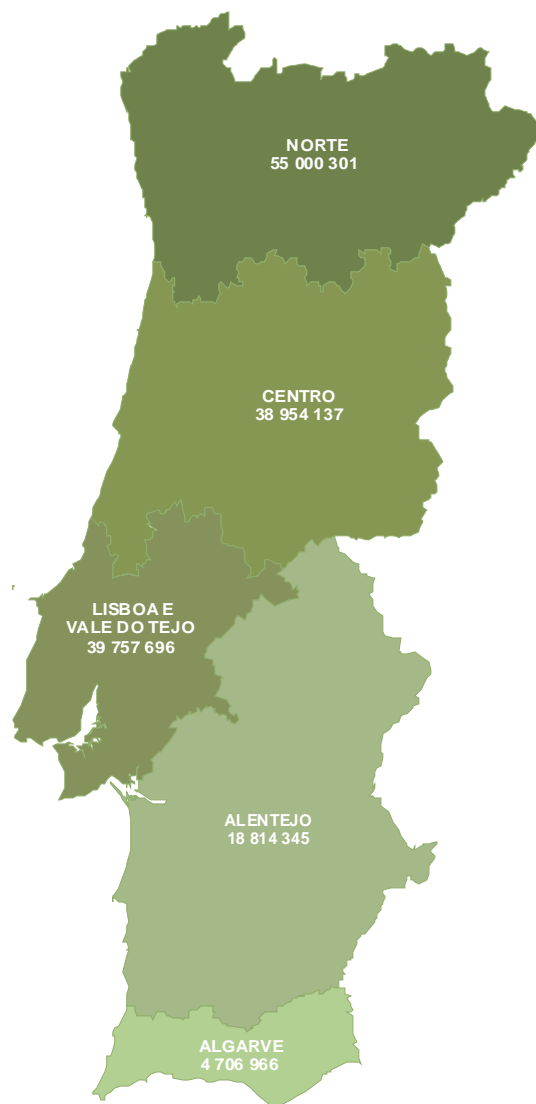 NORTE
55 000 301
CENTRO
38 954 137
LISBOA E
VALE DO TEJO
39 757 696
ALENTEJO
18 814 345
ALGARVE
4 706 966